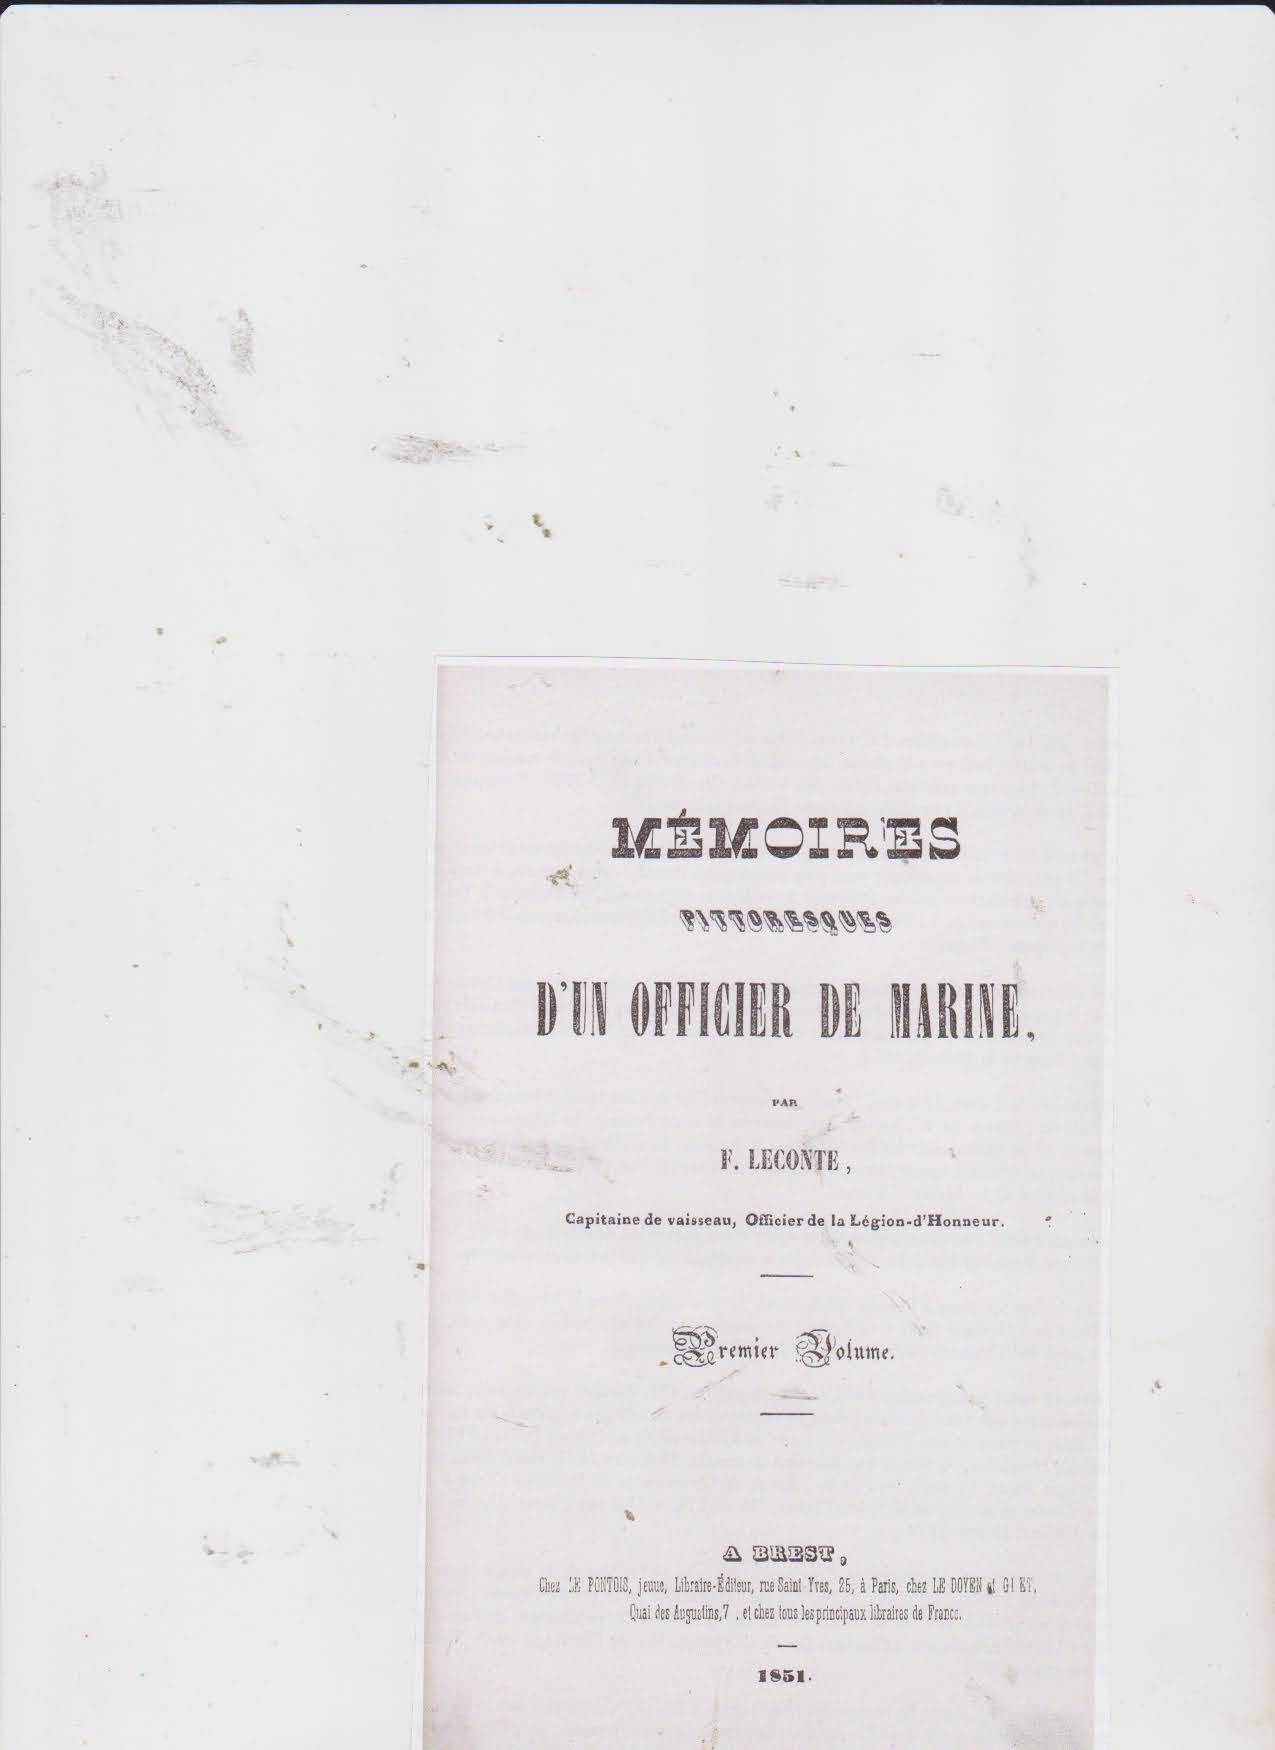 MÉMOIRES
PITTORESQUES
D'UN OFFICIER DE MARINE,
PAR
F. LECONTE,
Capitaine de vaisseau, Officier de la Légion-d'Honneur.
Premier Volume.
A BREST,
Chez LE PONTOIS, jeune, Libraire-Éditeur, rue Saint Yves, 25, à Paris, chez LE DOYEN et
Quai des Augustins, 7, et chez tous les principaux libraires de France.
1851.